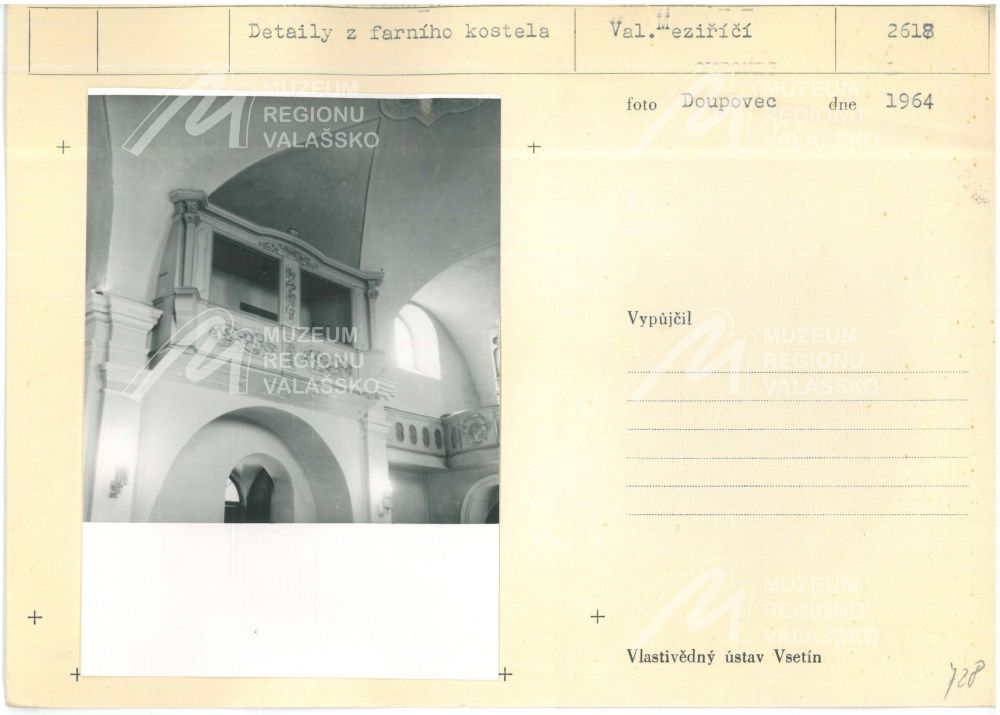 Detaily z farního kostela Val.Meziříčí 2618
foto Doupovec dne 1964
MUZEUM
REGIONU
VALAŠSKO
MUZEUM
REGIONU
VALAŠSKO
Vypůjčil
MUZEUM
REGIONU
VALAŠSKO
MUZEUM
REGIONU
VALAŠSKO
MUZEUM
REGIONU
VALAŠSKO
Vlastivědný ústav Vsetín
728